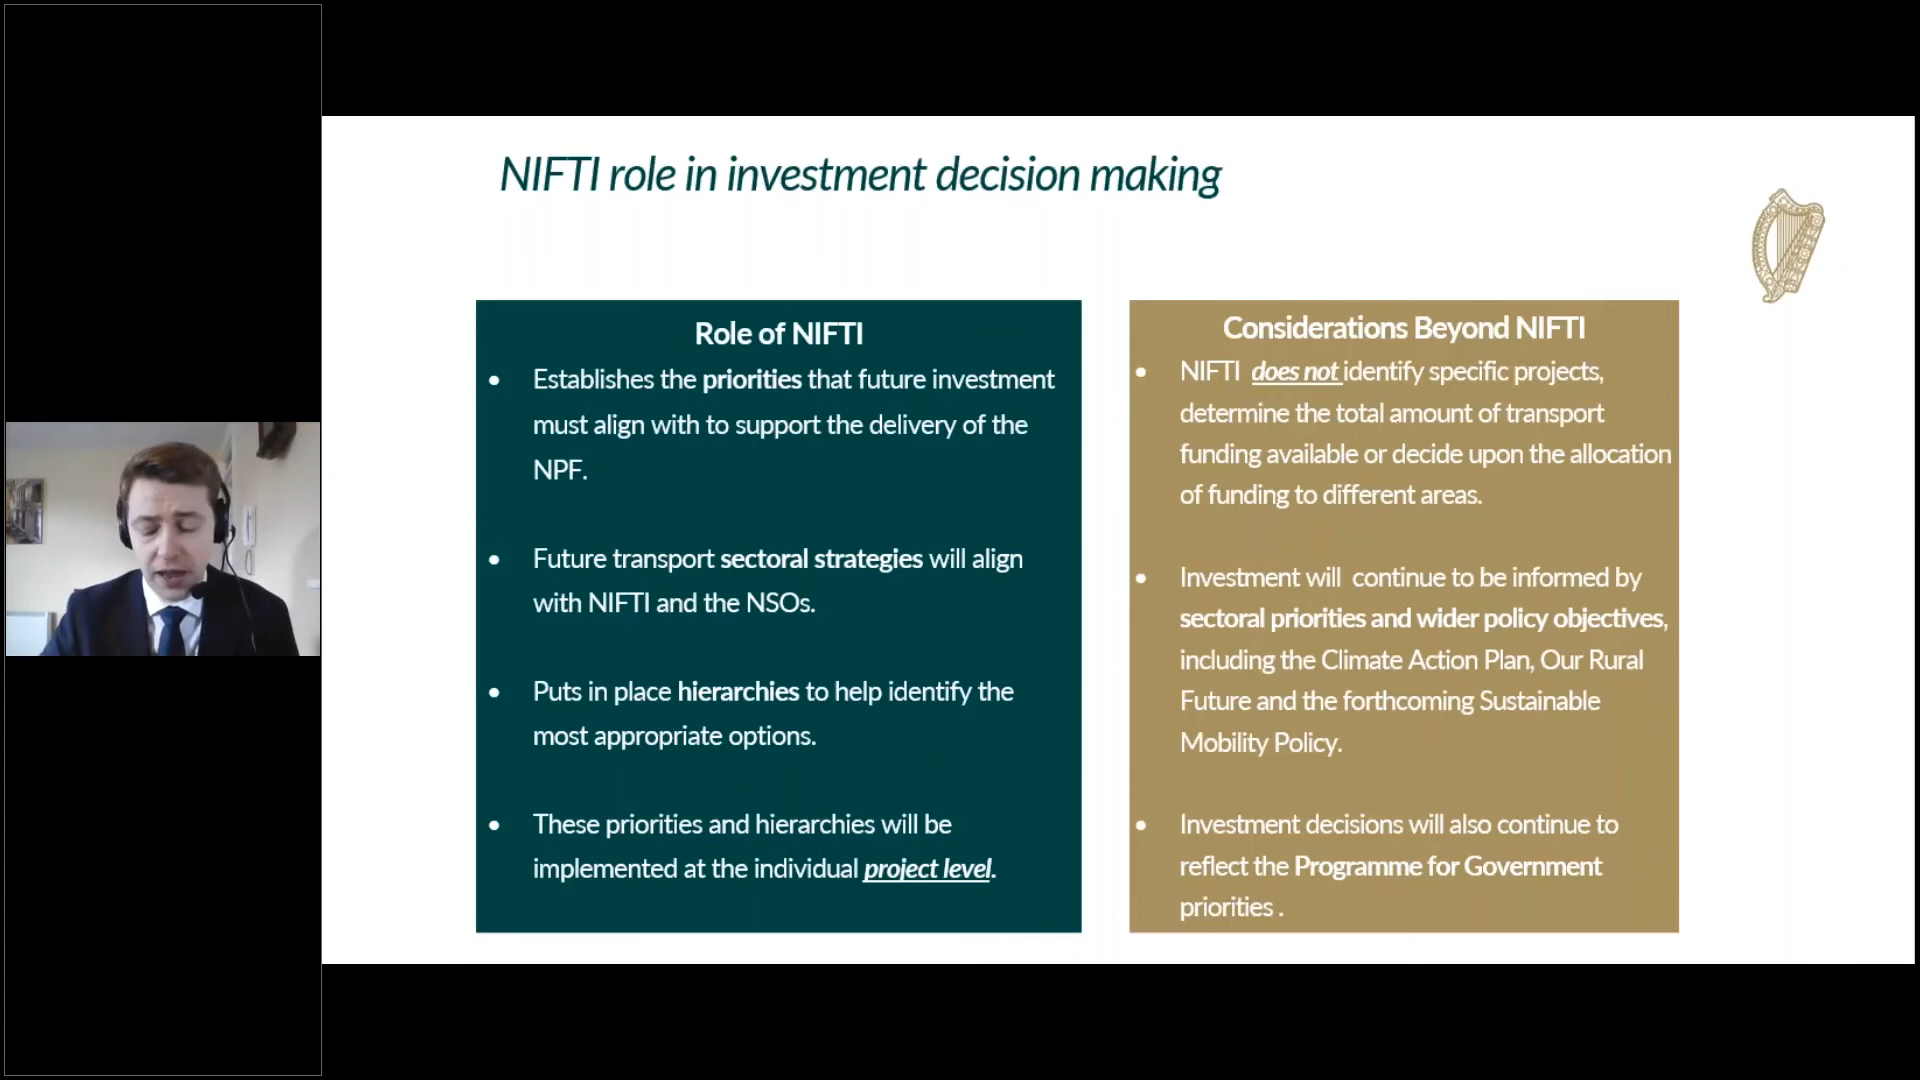 NIFTI role in investment decision making
Role of NIFTI
• Establishes the priorities that future investment
must align with to support the delivery of the
NPF.
• Future transport sectoral strategies will align
with NIFTI and the NSOs.
• Puts in place hierarchies to help identify the
most appropriate options.
• These priorities and hierarchies will be
implemented at the individual project level.
Considerations Beyond NIFTI
• NIFTI does not identify specific projects,
determine the total amount of transport
funding available or decide upon the allocation
of funding to different areas.
• Investment will continue to be informed by
sectoral priorities and wider policy objectives,
including the Climate Action Plan, Our Rural
Future and the forthcoming Sustainable
Mobility Policy.
• Investment decisions will also continue to
reflect the Programme for Government
priorities .